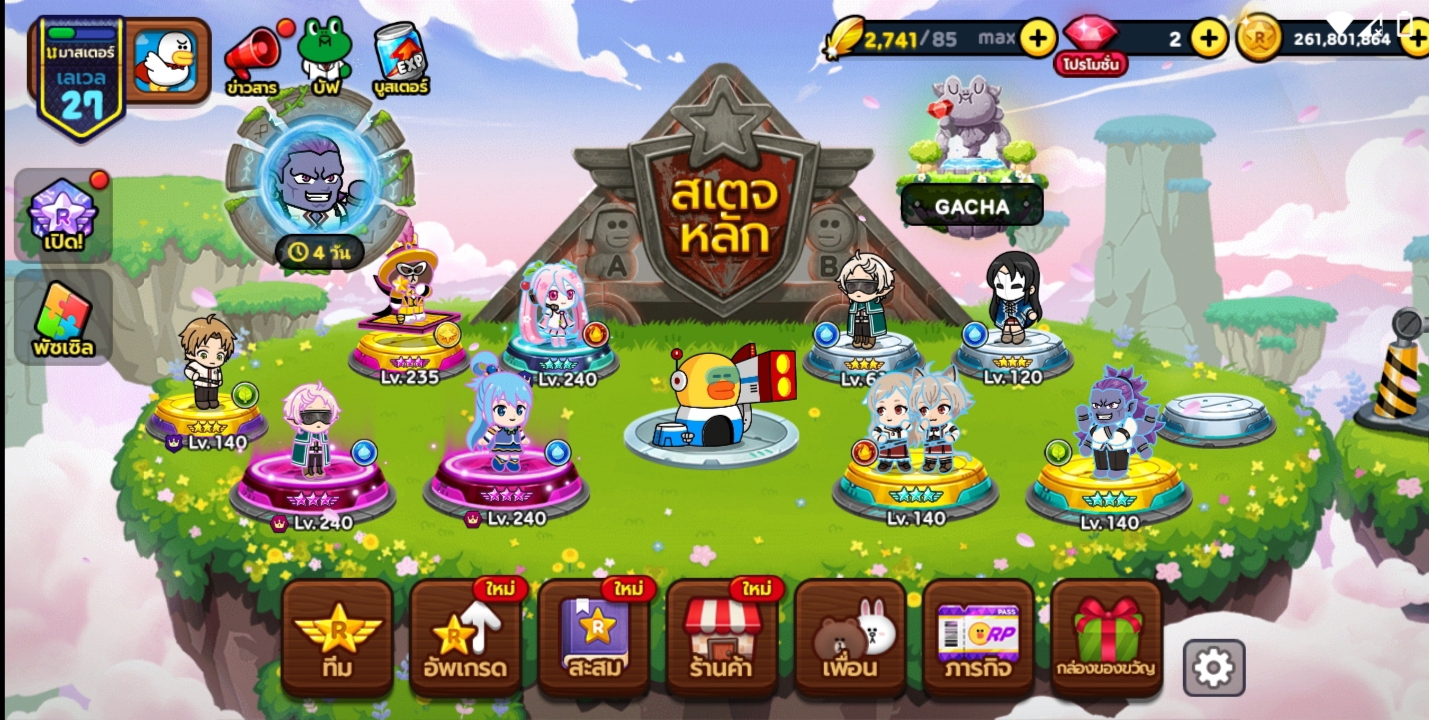 มาสเตอร์
เลเวล
27
ข่าวสาร
บัฟ
EXP
บูสเตอร์
2,741/85 max
2
โปรโมชั่น
R
261,801,864
R
เปิด!
พัซเซิล
4 วัน
สเตจ
หลัก
A
B
GACHA
Lv.235
Lv.240
Lv.6
Lv.120
Lv.140
Lv.240
Lv.240
Lv.140
Lv.140
R
ทีม
ใหม่
R
อัพเกรด
ใหม่
R
สะสม
ใหม่
ร้านค้า
เพื่อน
PASS
RP
ภารกิจ
กล่องของขวัญ